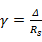 γ = Δ / R_S